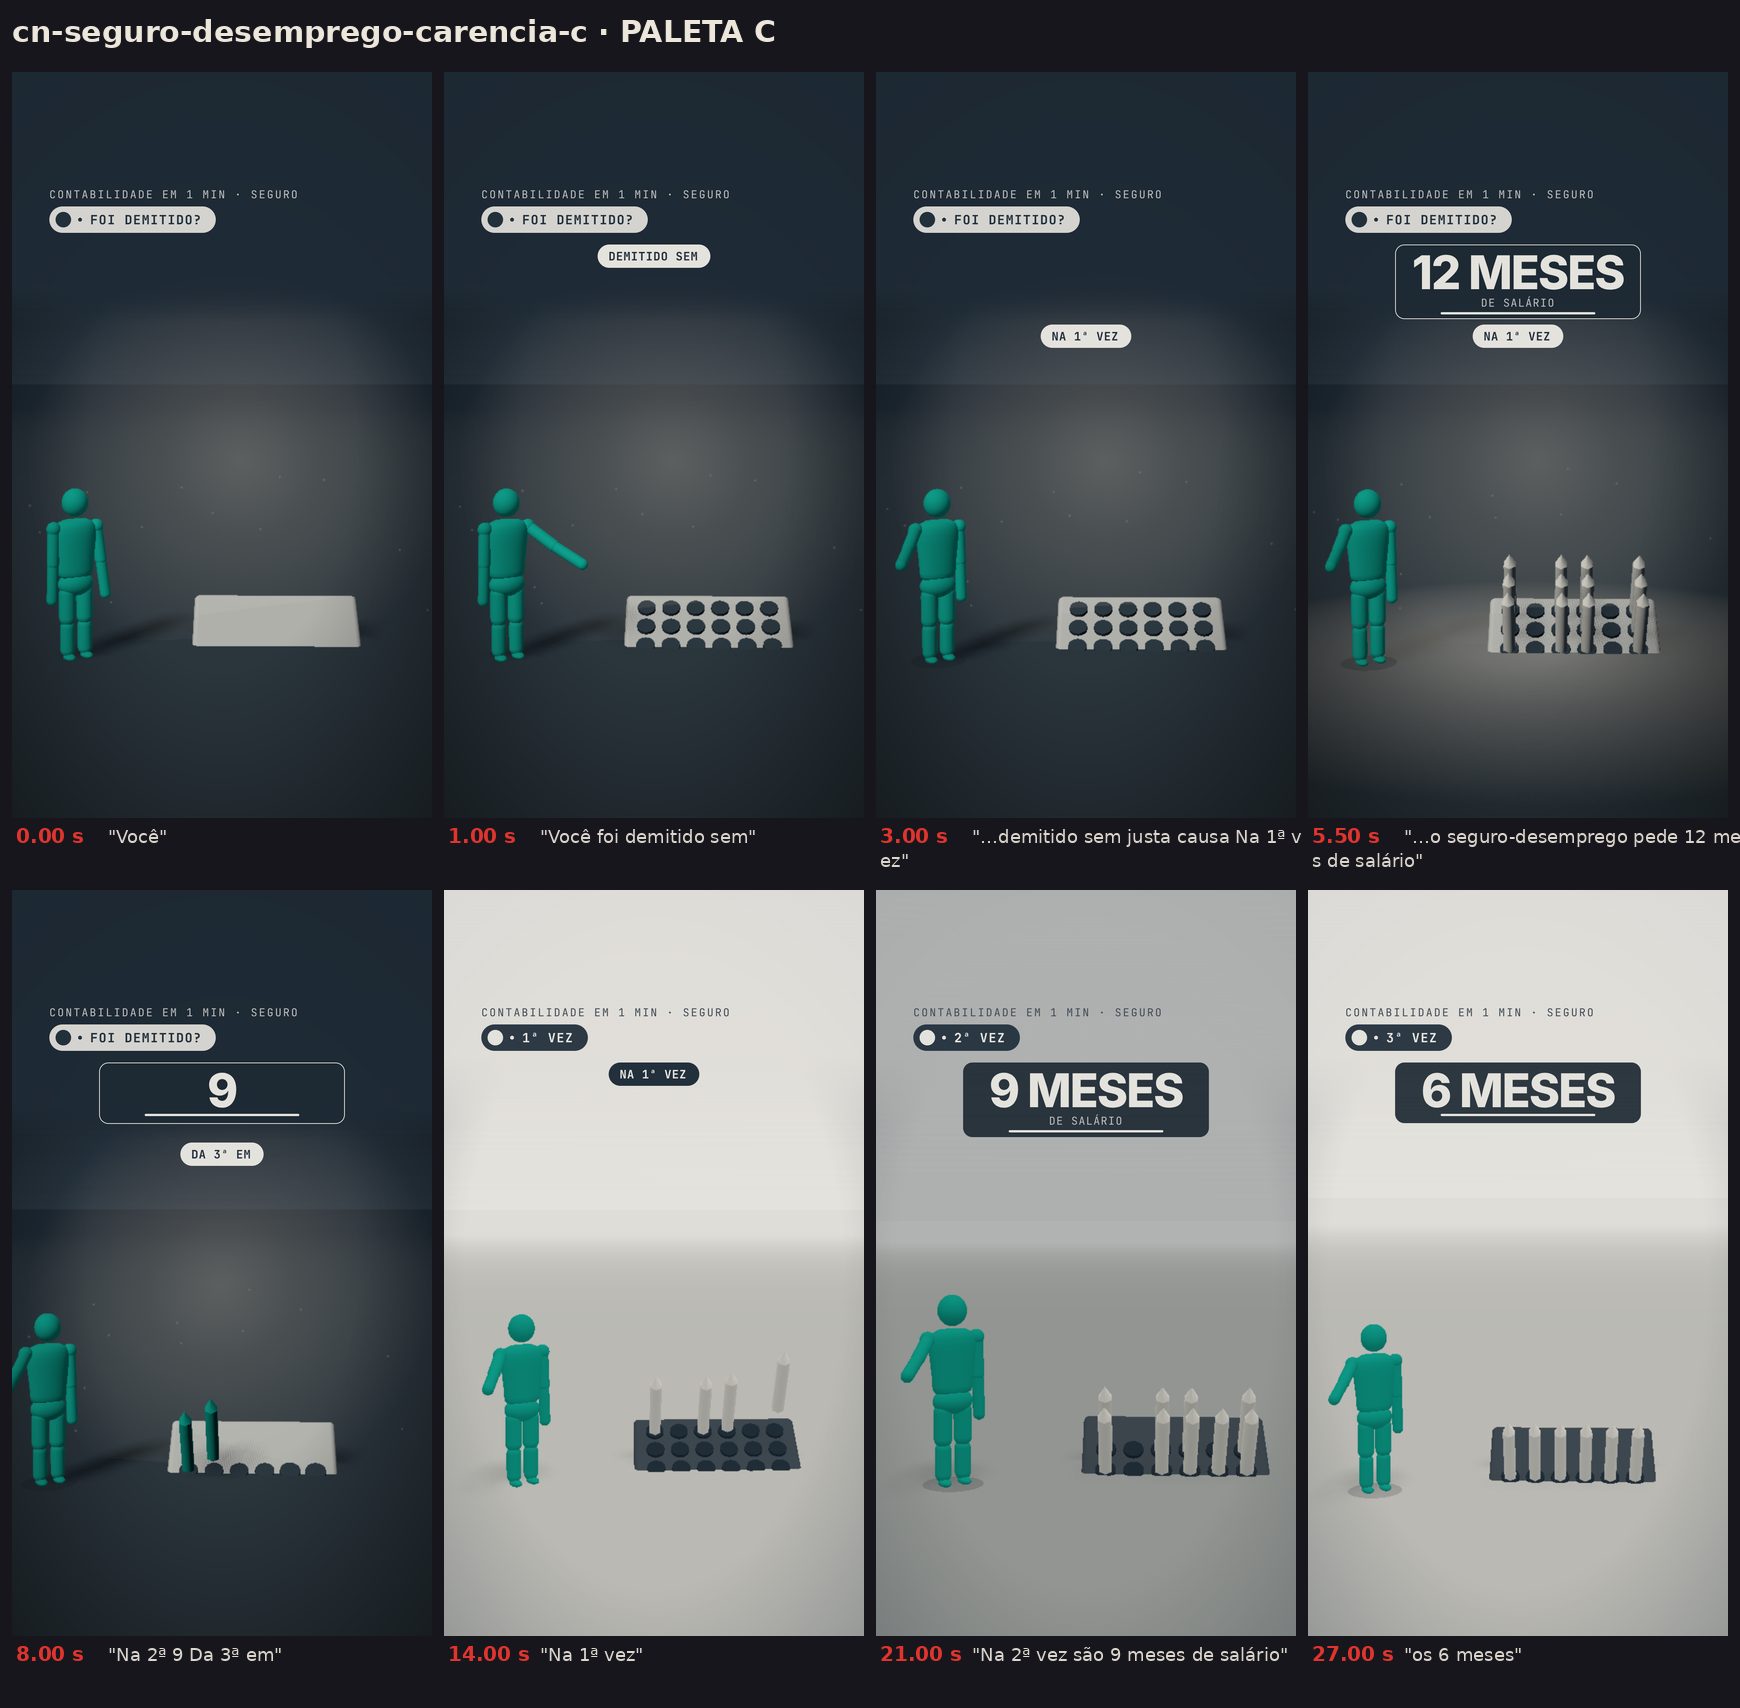 cn-seguro-desemprego-carencia-c · PALETA C
CONTABILIDADE EM 1 MIN · SEGURO
• FOI DEMITIDO?
0.00 s "Você"
CONTABILIDADE EM 1 MIN · SEGURO
• FOI DEMITIDO?
DEMITIDO SEM
1.00 s "Você foi demitido sem"
CONTABILIDADE EM 1 MIN · SEGURO
• FOI DEMITIDO?
NA 1ª VEZ
3.00 s "...demitido sem justa causa Na 1ª v
ez"
CONTABILIDADE EM 1 MIN · SEGURO
• FOI DEMITIDO?
12 MESES
DE SALÁRIO
NA 1ª VEZ
5.50 s "...o seguro-desemprego pede 12 me
s de salário"
CONTABILIDADE EM 1 MIN · SEGURO
• FOI DEMITIDO?
9
DA 3ª EM
8.00 s "Na 2ª 9 Da 3ª em"
CONTABILIDADE EM 1 MIN · SEGURO
• 1ª VEZ
NA 1ª VEZ
14.00 s "Na 1ª vez"
CONTABILIDADE EM 1 MIN · SEGURO
• 2ª VEZ
9 MESES
DE SALÁRIO
21.00 s "Na 2ª vez são 9 meses de salário"
CONTABILIDADE EM 1 MIN · SEGURO
• 3ª VEZ
6 MESES
27.00 s "os 6 meses"